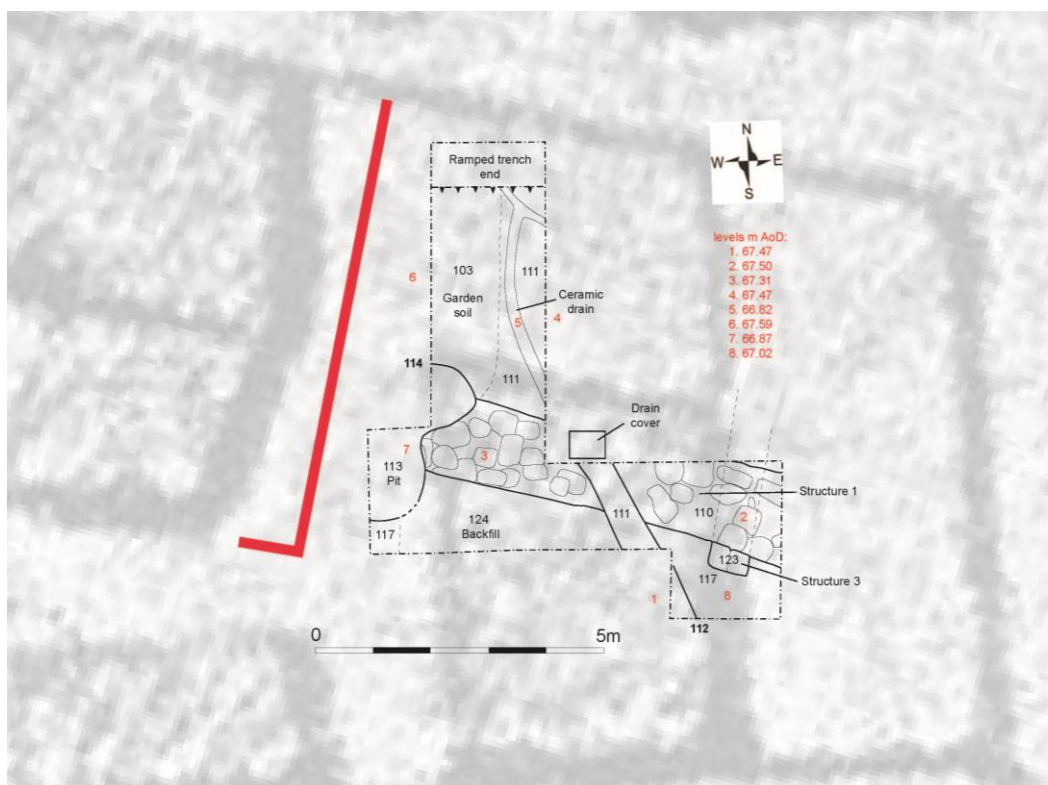 N
W E
S
Ramped trench
end
levels m AoD:
1. 67.47
2. 67.50
3. 67.31
4. 67.47
5. 66.82
6. 67.59
7. 66.87
8. 67.02
103
111
6
Garden
soil
Ceramic
drain
5
4
114
111
Drain
cover
7
3
113
Pit
Structure 1
110
2
111
124
Backfill
117
123
117
Structure 3
8
1
112
0
5m